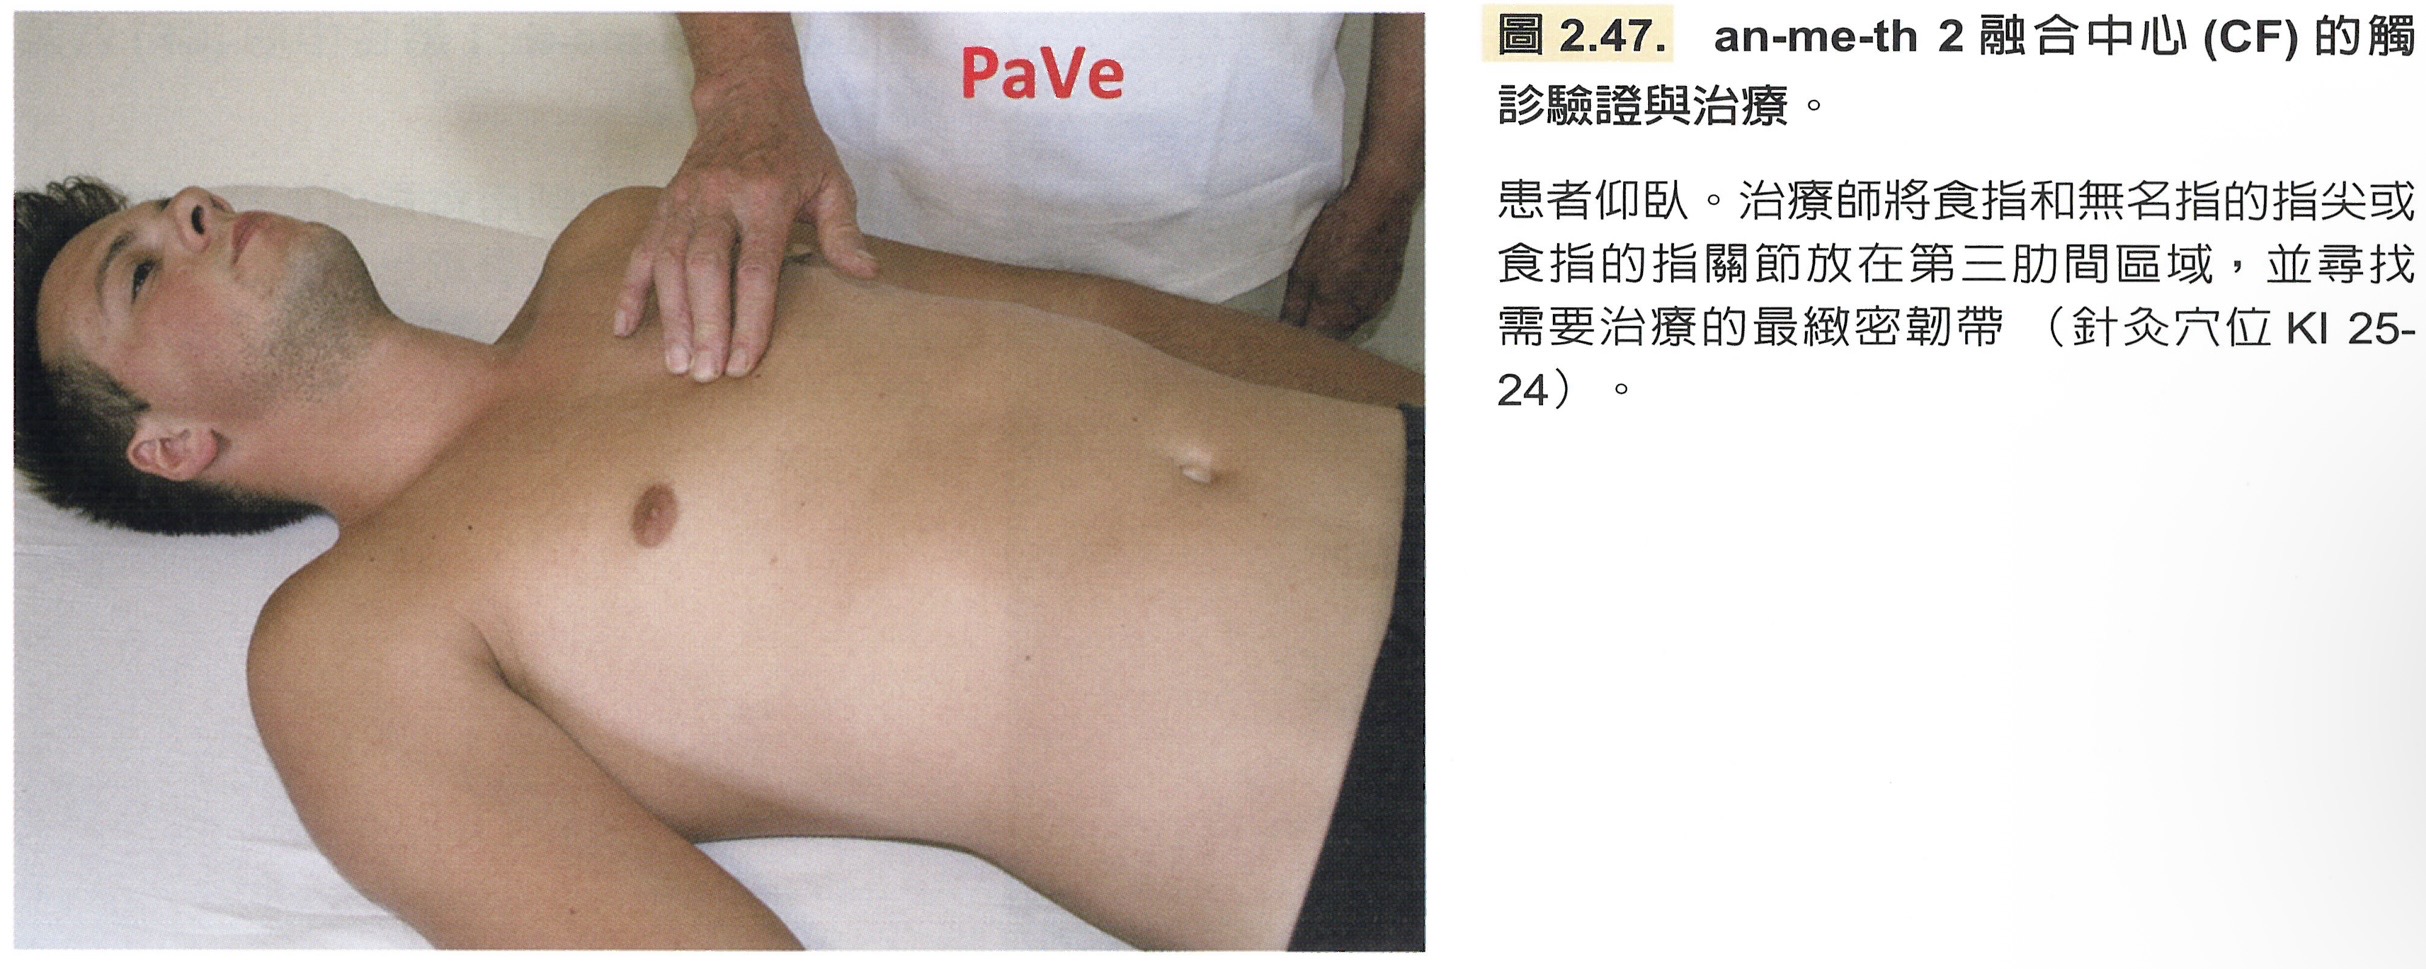 PaVe
圖 2.47. an-me-th 2 融合中心 (CF) 的觸
診驗證與治療。
患者仰臥。治療師將食指和無名指的指尖或
食指的指關節放在第三肋間區域，並尋找
需要治療的最緻密韌帶 （針灸穴位 KI 25-
24）。